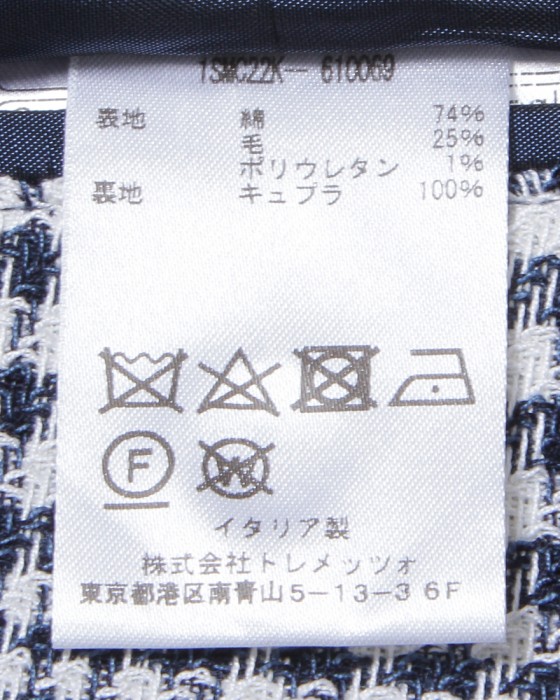 1SMC22K-- 610069
表地 綿 74%
毛 25%
ポリウレタン 1%
裏地 キュプラ 100%
F
W
イタリア製
株式会社トレメッツォ
東京都港区南青山5−13−3 6F